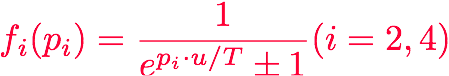 $f_i(p_i) = \frac{1}{e^{p_i \cdot u/T} \pm 1} (i = 2, 4)$